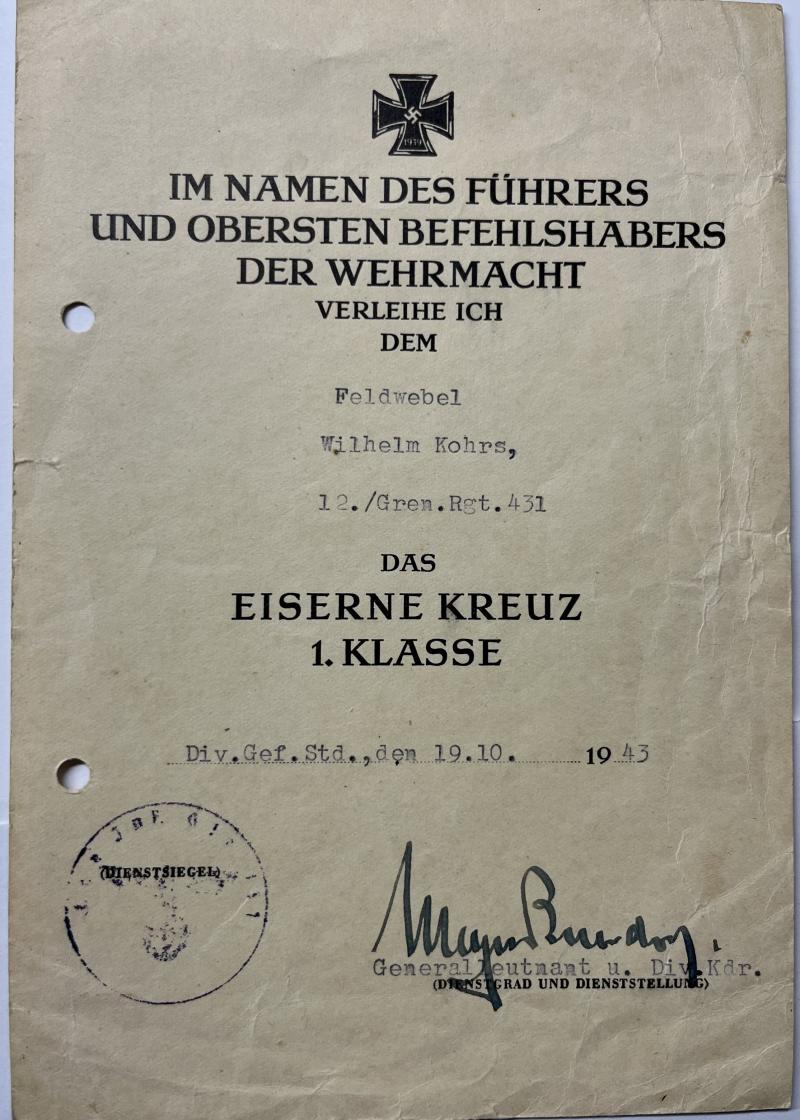 1939
IM NAMEN DES FÜHRERS
UND OBERSTEN BEFEHLSHABERS
DER WEHRMACHT
VERLEIHE ICH
DEM
Feldwebel
Wilhelm Kohrs,
12./Gren.Rgt.431
DAS
EISERNE KREUZ
1. KLASSE
Div.Gef.Std.,den 19.10. 1943
(DIENSTSIEGEL)
Generalleutnant u. Div.Kdr.
(DIENSTGRAD UND DIENSTSTELLUNG)